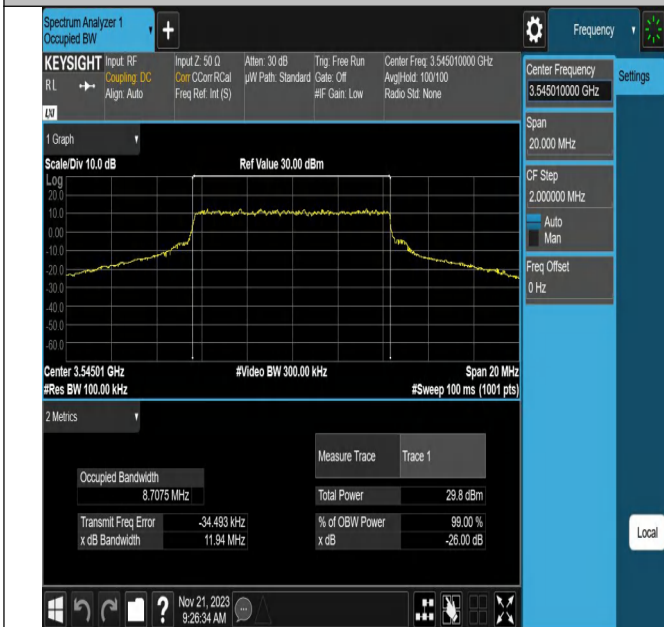 Spectrum Analyzer 1
Occupied BW
+
Frequency
KEYSIGHT
RL
LXI
Input: RF
Coupling: DC
Align: Auto
Input Z: 50 Ω
Corr CCorr RCal
Freq Ref: Int (S)
Atten: 30 dB
µW Path: Standard
Trig: Free Run
Gate: Off
#IF Gain: Low
Center Freq: 3.545010000 GHz
Avg|Hold: 100/100
Radio Std: None
Center Frequency
3.545010000 GHz
Settings
Span
20.000 MHz
CF Step
2.000000 MHz
Auto
Man
Freq Offset
0 Hz
1 Graph
Scale/Div 10.0 dB
Ref Value 30.00 dBm
Log
20.0
10.0
0.00
-10.0
-20.0
-30.0
-40.0
-50.0
-60.0
Center 3.54501 GHz
#Video BW 300.00 kHz
Span 20 MHz
#Res BW 100.00 kHz
#Sweep 100 ms (1001 pts)
2 Metrics
Measure Trace
Trace 1
Occupied Bandwidth
8.7075 MHz
Total Power
29.8 dBm
Transmit Freq Error
-34.493 kHz
% of OBW Power
99.00 %
x dB Bandwidth
11.94 MHz
x dB
-26.00 dB
Local
?
Nov 21, 2023
9:26:34 AM